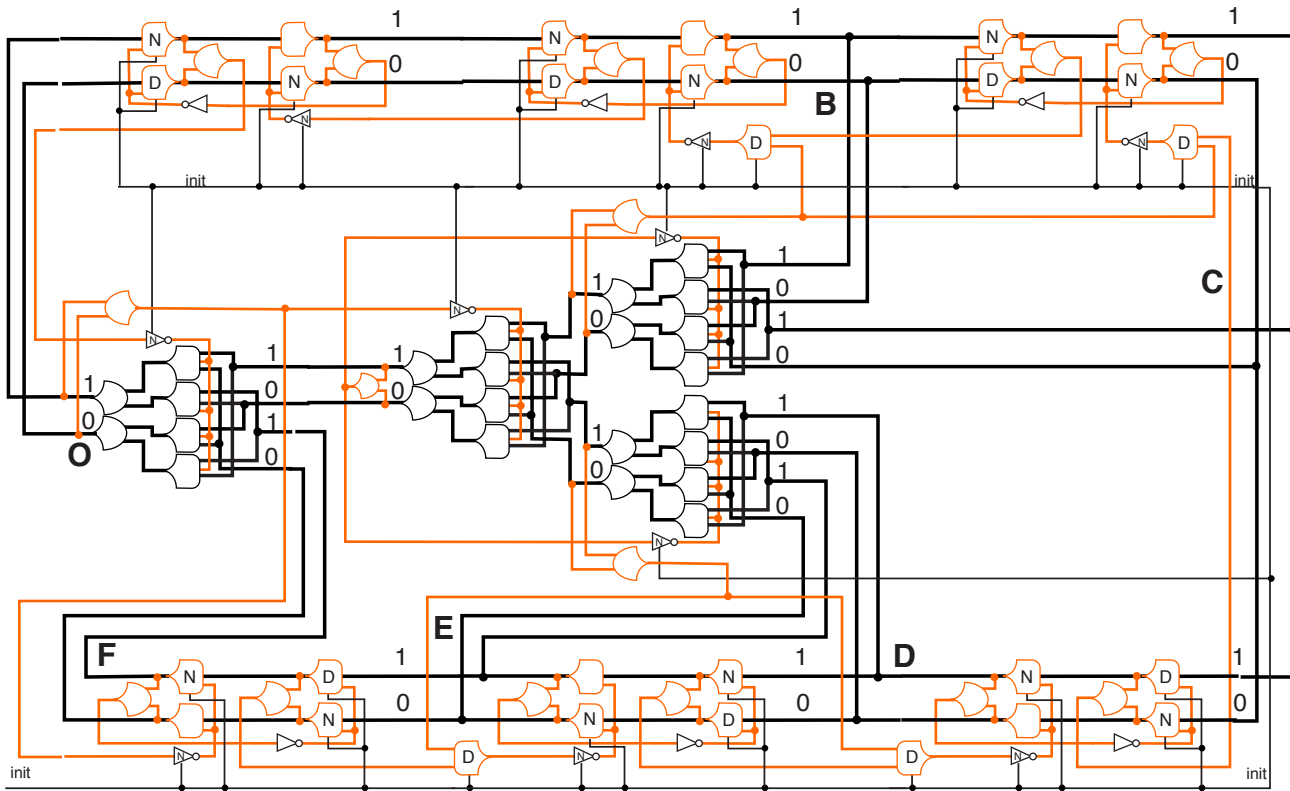 1 1 1
N N N
0 0 0
D N D N D N
B
N
N D N D
init init
N
1
1 C
0
N
0 1
N
1 1 0
1 0 0
1
0 1
1 0
O 0
0 1
0
N
E
F 1 1 D 1
N D N N D
0 0 0
N N D N
N D N D N
init init